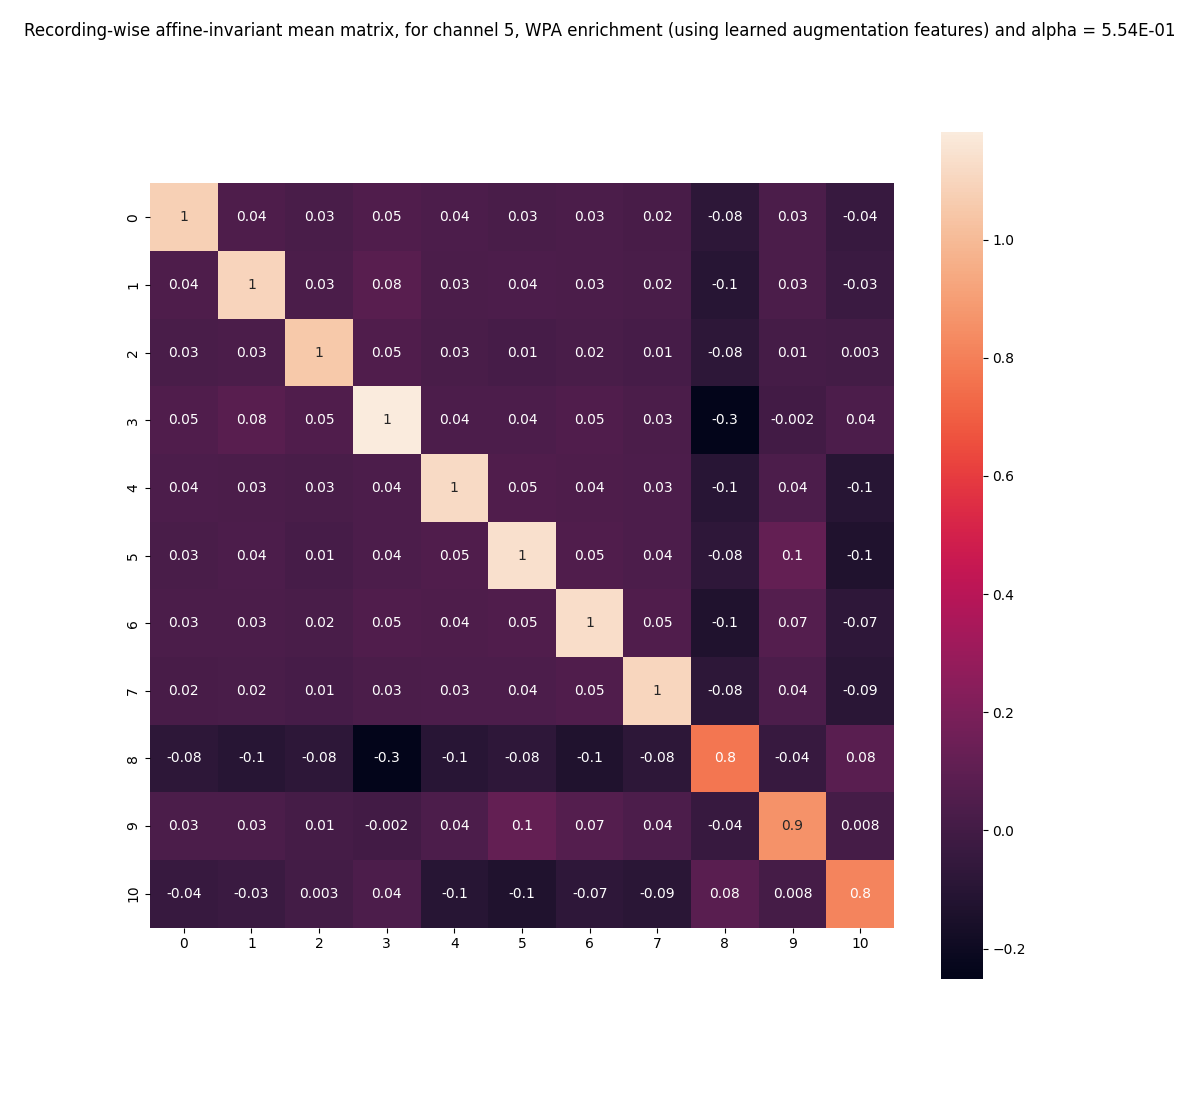 Recording-wise affine-invariant mean matrix, for channel 5, WPA enrichment (using learned augmentation features) and alpha = 5.54E-01
0 1 0.04 0.03 0.05 0.04 0.03 0.03 0.02 -0.08 0.03 -0.04
1 0.04 1 0.03 0.08 0.03 0.04 0.03 0.02 -0.1 0.03 -0.03
2 0.03 0.03 1 0.05 0.03 0.01 0.02 0.01 -0.08 0.01 0.003
3 0.05 0.08 0.05 1 0.04 0.04 0.05 0.03 -0.3 -0.002 0.04
4 0.04 0.03 0.03 0.04 1 0.05 0.04 0.03 -0.1 0.04 -0.1
5 0.03 0.04 0.01 0.04 0.05 1 0.05 0.04 -0.08 0.1 -0.1
6 0.03 0.03 0.02 0.05 0.04 0.05 1 0.05 -0.1 0.07 -0.07
7 0.02 0.02 0.01 0.03 0.03 0.04 0.05 1 -0.08 0.04 -0.09
8 -0.08 -0.1 -0.08 -0.3 -0.1 -0.08 -0.1 -0.08 0.8 -0.04 0.08
9 0.03 0.03 0.01 -0.002 0.04 0.1 0.07 0.04 -0.04 0.9 0.008
10 -0.04 -0.03 0.003 0.04 -0.1 -0.1 -0.07 -0.09 0.08 0.008 0.8
0 1 2 3 4 5 6 7 8 9 10
1.0
0.8
0.6
0.4
0.2
0.0
−0.2